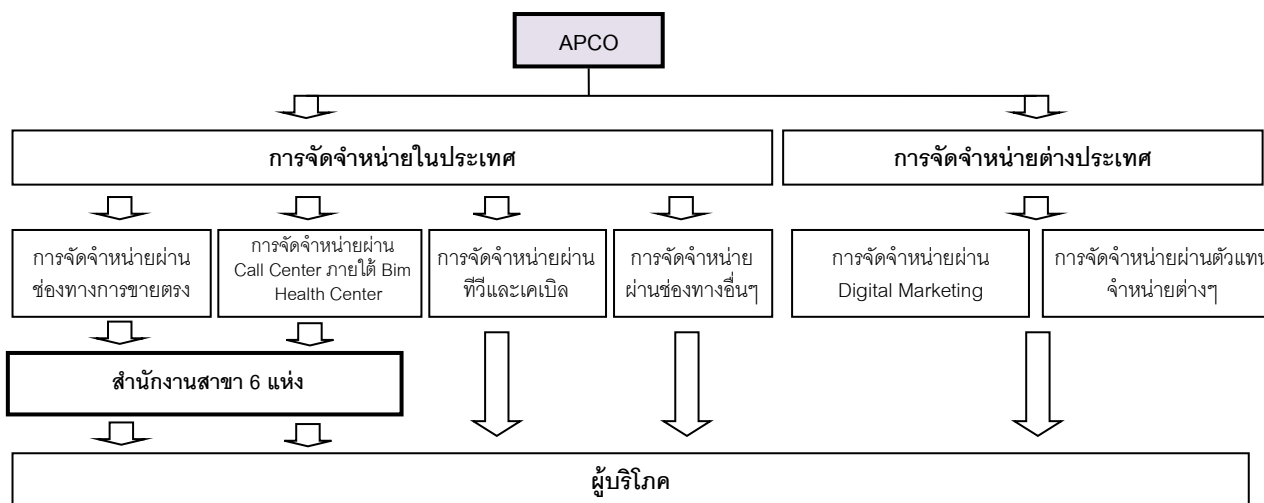 APCO
การจัดจำหน่ายในประเทศ
การจัดจำหน่ายต่างประเทศ
การจัดจำหน่ายผ่าน
ช่องทางการขายตรง
การจัดจำหน่ายผ่าน
Call Center ภายใต้ Bim
Health Center
การจัดจำหน่ายผ่าน
ทีวีและเคเบิล
การจัดจำหน่าย
ผ่านช่องทางอื่นๆ
การจัดจำหน่ายผ่าน
Digital Marketing
การจัดจำหน่ายผ่านตัวแทน
จำหน่ายต่างๆ
สำนักงานสาขา 6 แห่ง
ผู้บริโภค